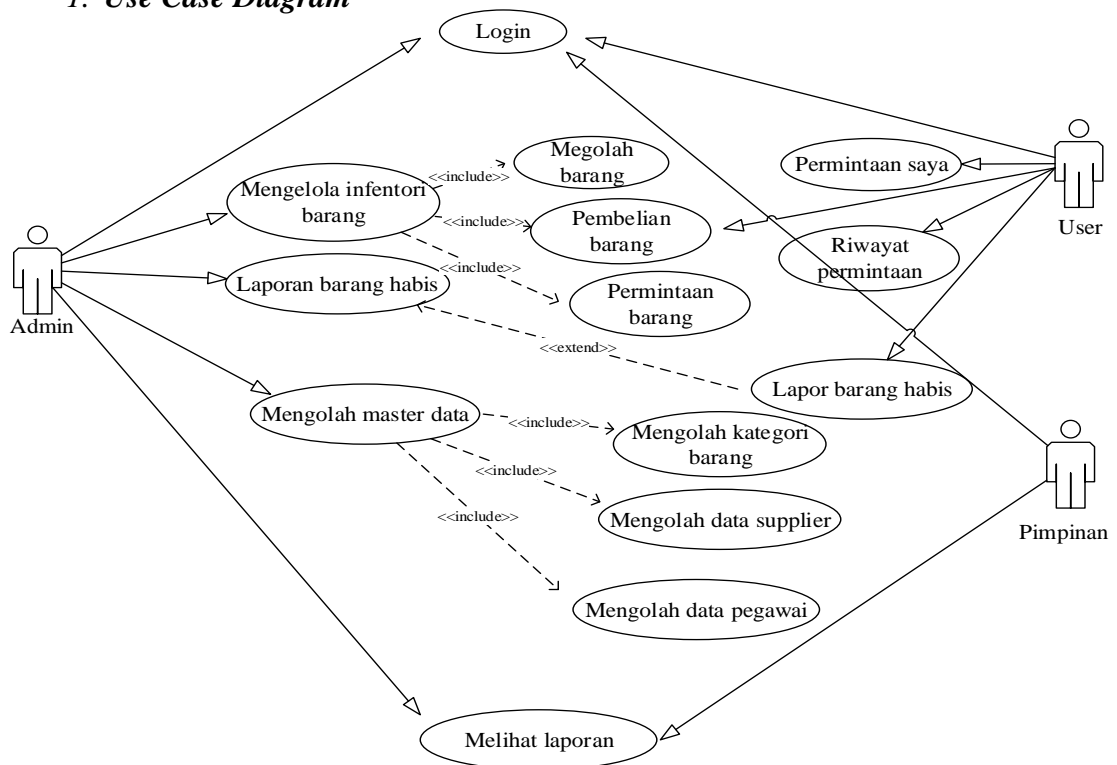 1. Use Case Diagram
Login
Megolah
barang
<<include>>
Permintaan saya
Mengelola infentori
barang
User
<<include>>
Pembelian
barang
Riwayat
permintaan
<<include>>
Laporan barang habis
Permintaan
barang
Admin
<<extend>>
Lapor barang habis
Mengolah master data
<<include>>
Mengolah kategori
barang
<<include>>
Mengolah data supplier
<<include>>
Pimpinan
Mengolah data pegawai
Melihat laporan